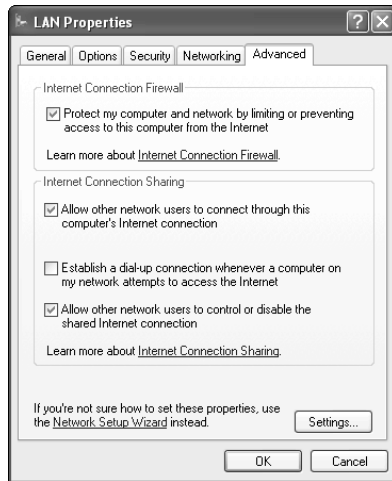 LAN Properties
General Options Security Networking Advanced
Internet Connection Firewall
Protect my computer and network by limiting or preventing
access to this computer from the Internet
Learn more about Internet Connection Firewall.
Internet Connection Sharing
Allow other network users to connect through this
computer's Internet connection
Establish a dial-up connection whenever a computer on
my network attempts to access the Internet
Allow other network users to control or disable the
shared Internet connection
Learn more about Internet Connection Sharing.
If you're not sure how to set these properties, use
the Network Setup Wizard instead.
Settings...
OK Cancel